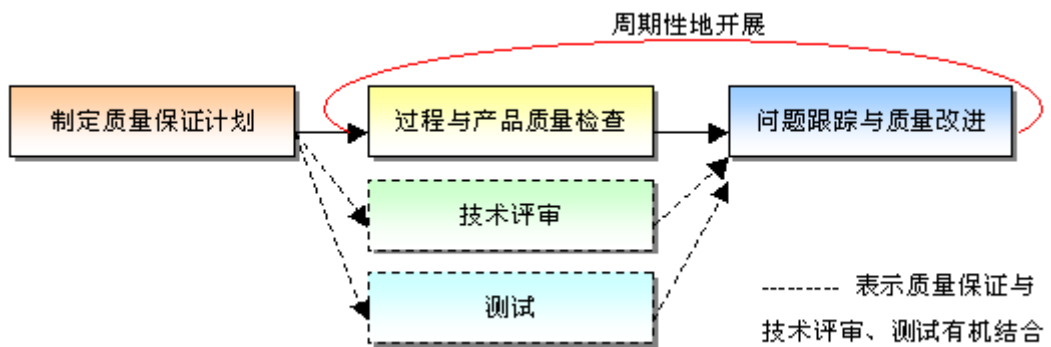 周期性地开展
制定质量保证计划
过程与产品质量检查
问题跟踪与质量改进
技术评审
测试
表示质量保证与
技术评审、测试有机结合